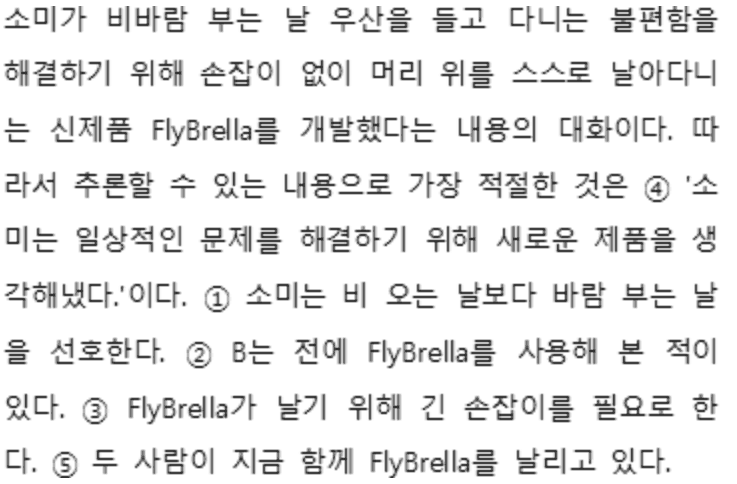 소미가 비바람 부는 날 우산을 들고 다니는 불편함을
해결하기 위해 손잡이 없이 머리 위를 스스로 날아다니
는 신제품 FlyBrella를 개발했다는 내용의 대화이다. 따
라서 추론할 수 있는 내용으로 가장 적절한 것은 ④ '소
미는 일상적인 문제를 해결하기 위해 새로운 제품을 생
각해냈다.'이다. ① 소미는 비 오는 날보다 바람 부는 날
을 선호한다. ② B는 전에 FlyBrella를 사용해 본 적이
있다. ③ FlyBrella가 날기 위해 긴 손잡이를 필요로 한
다. ⑤ 두 사람이 지금 함께 FlyBrella를 날리고 있다.